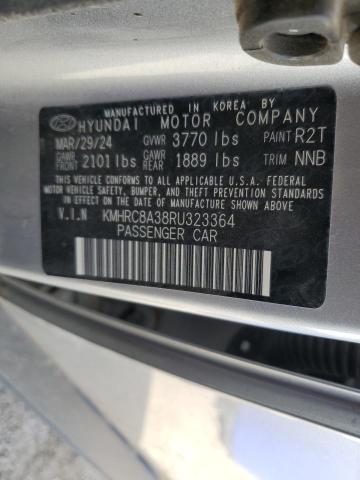 MANUFACTURED IN KOREA BY
HYUNDAI MOTOR COMPANY
MAR/29/24 GVWR 3770 lbs PAINT R2T
GAWR FRONT 2101 lbs GAWR REAR 1889 lbs TRIM NNB
THIS VEHICLE CONFORMS TO ALL APPLICABLE U.S.A. FEDERAL
MOTOR VEHICLE SAFETY, BUMPER, AND THEFT PREVENTION
STANDARDS IN EFFECT ON THE DATE OF MANUFACTURE SHOWN ABOVE.
V.I.N KMHRC8A38RU323364
PASSENGER CAR